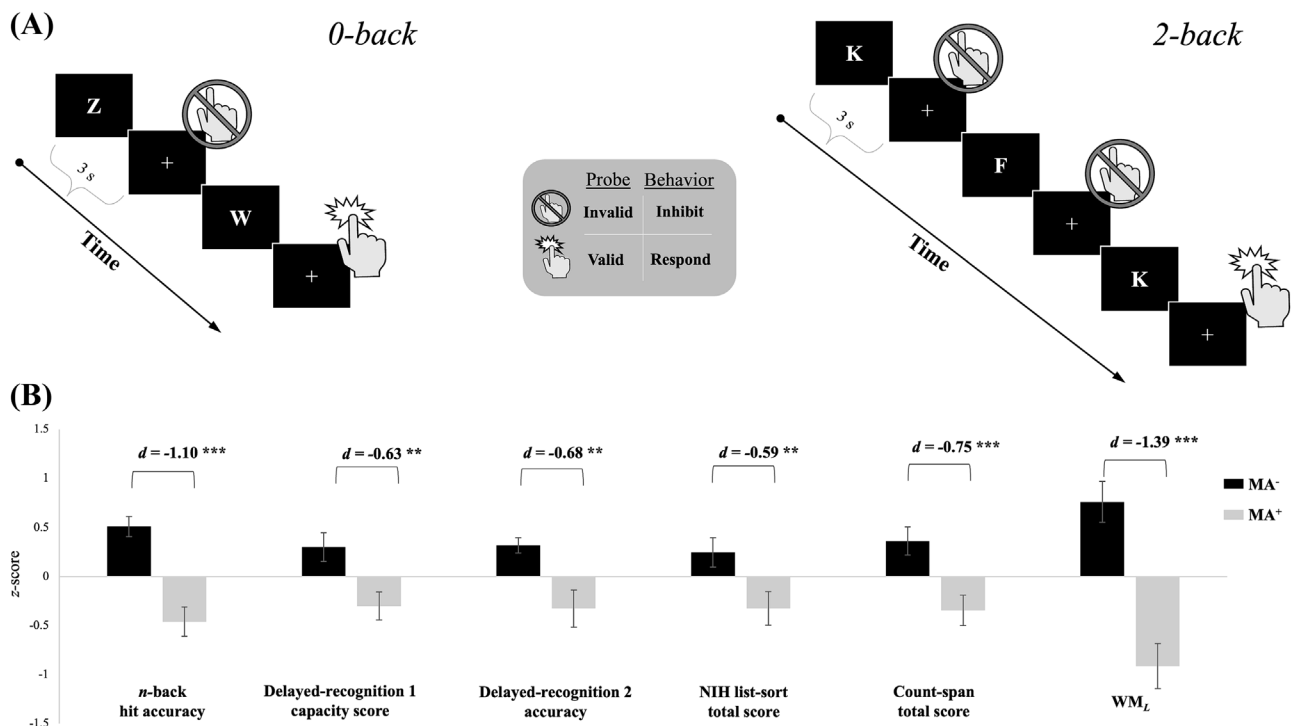 (A)
0-back
2-back
Z
+
W
+
3 s
Time
Probe Behavior
Invalid Inhibit
Valid Respond
K
+
F
+
K
+
3 s
Time
(B)
z-score
1.5
1
0.5
0
-0.5
-1
-1.5
d = -1.10 ***
d = -0.63 **
d = -0.68 **
d = -0.59 **
d = -0.75 ***
d = -1.39 ***
MA-
MA+
n-back
hit accuracy
Delayed-recognition 1
capacity score
Delayed-recognition 2
accuracy
NIH list-sort
total score
Count-span
total score
WML